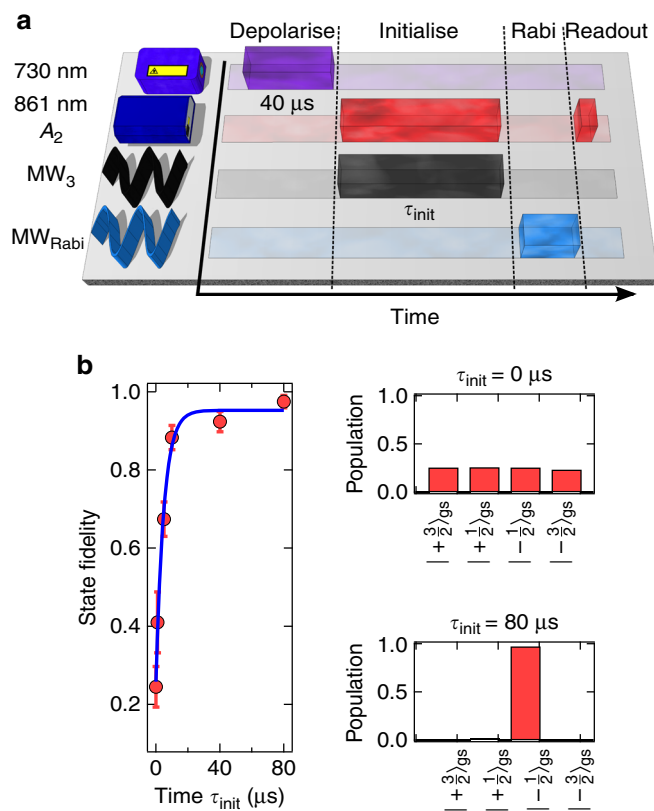 a
Depolarise Initialise Rabi Readout
730 nm
861 nm
A₂
40 μs
MW₃
τinit
MWRabi
Time
b
State fidelity
1.0
0.8
0.6
0.4
0.2
0 40 80
Time τinit (μs)
τinit = 0 μs
Population
1.0
0.5
0.0
|+3/2⟩gs |+1/2⟩gs |−1/2⟩gs |−3/2⟩gs
τinit = 80 μs
Population
1.0
0.5
0.0
|+3/2⟩gs |+1/2⟩gs |−1/2⟩gs |−3/2⟩gs